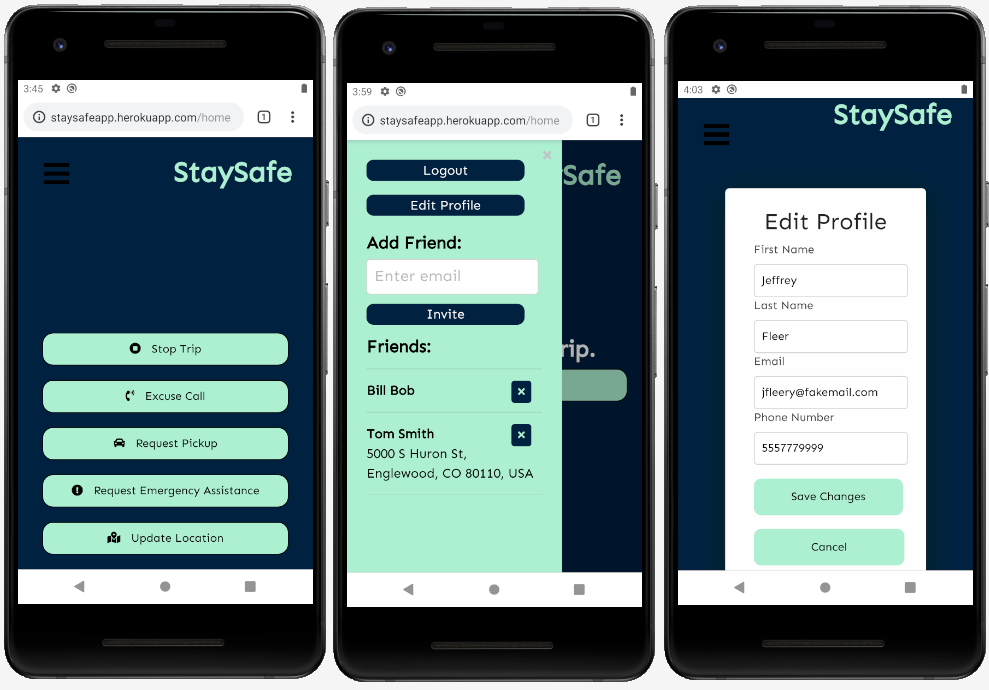 3:45
staysafeapp.herokuapp.com/home
1
StaySafe
Stop Trip
Excuse Call
Request Pickup
Request Emergency Assistance
Update Location
3:59
staysafeapp.herokuapp.com/home
1
×
Logout
ySafe
Edit Profile
Add Friend:
Enter email
Invite
rip.
Friends:
Bill Bob
×
Tom Smith
×
5000 S Huron St,
Englewood, CO 80110, USA
4:03
StaySafe
Edit Profile
First Name
Jeffrey
Last Name
Fleer
Email
jfleery@fakemail.com
Phone Number
5557779999
Save Changes
Cancel